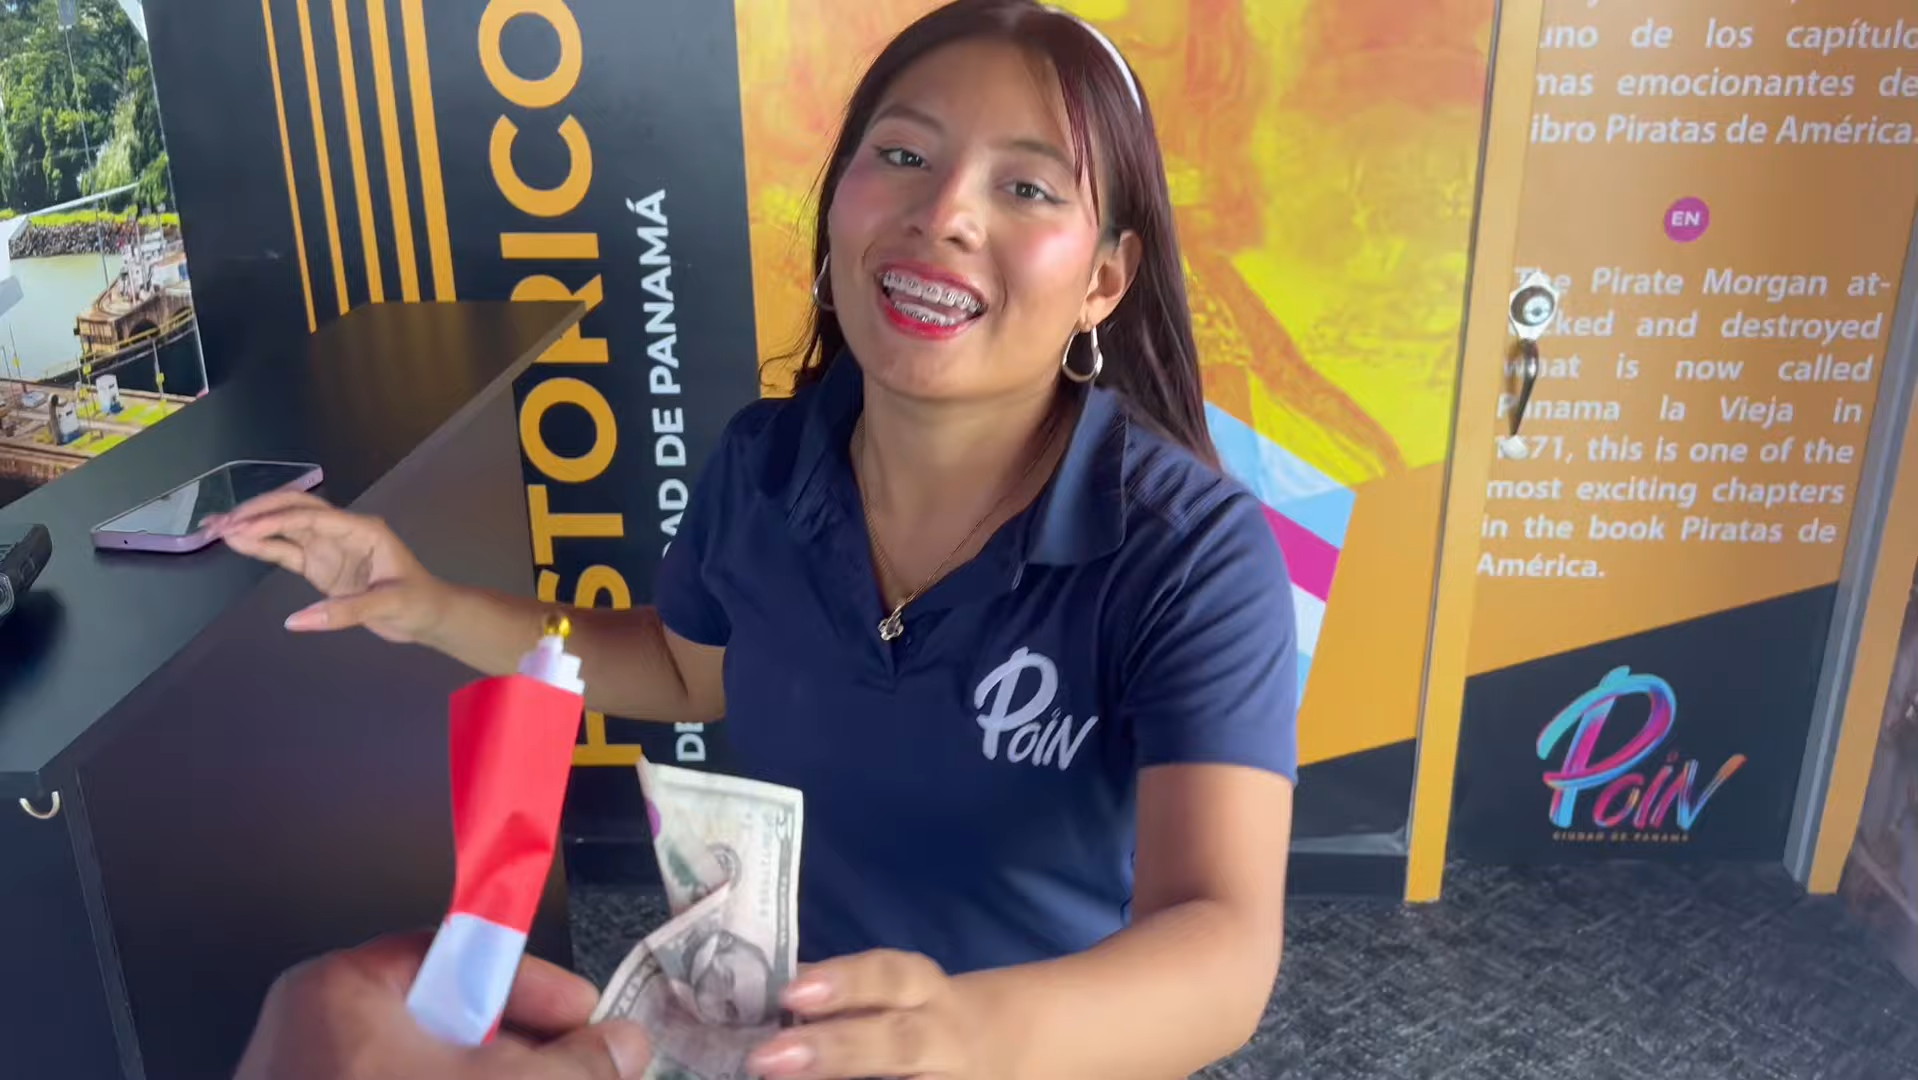 HISTORICO
DE PANAMÁ
uno de los capítulo
mas emocionantes de
ibro Piratas de América.
EN
The Pirate Morgan at-
ked and destroyed
what is now called
Panama la Vieja in
1671, this is one of the
most exciting chapters
in the book Piratas de
América.
POIN
POIN
CIUDAD DE PANAMÁ